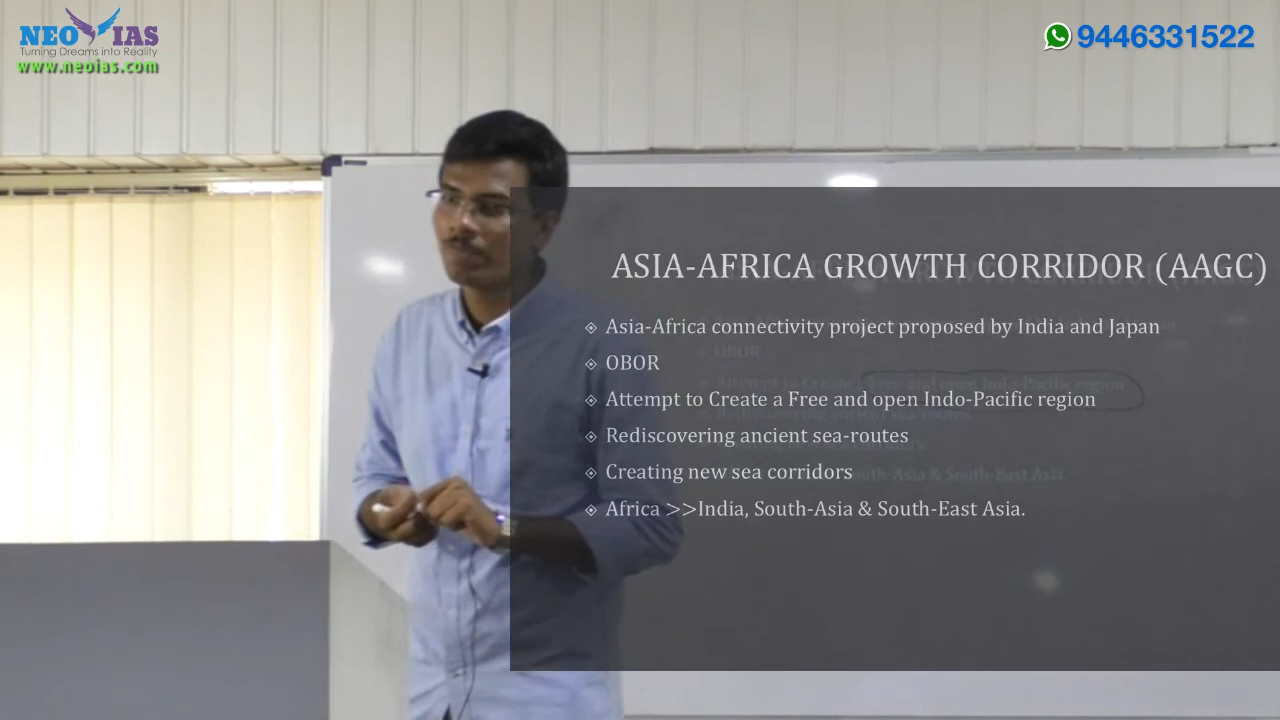 NEO IAS
Turning Dreams into Reality
www.neoias.com
9446331522
ASIA-AFRICA GROWTH CORRIDOR (AAGC)
Asia-Africa connectivity project proposed by India and Japan
OBOR
Attempt to Create a Free and open Indo-Pacific region
Rediscovering ancient sea-routes
Creating new sea corridors
Africa >>India, South-Asia & South-East Asia.